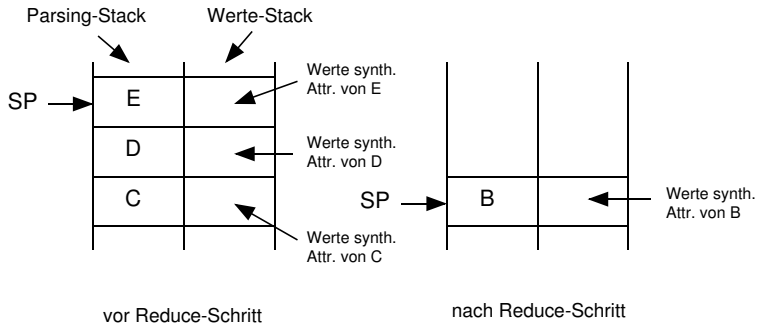 Parsing-Stack
Werte-Stack
Werte synth.
Attr. von E
SP
E
D
Werte synth.
Attr. von D
C
Werte synth.
Attr. von C
SP
B
Werte synth.
Attr. von B
vor Reduce-Schritt
nach Reduce-Schritt